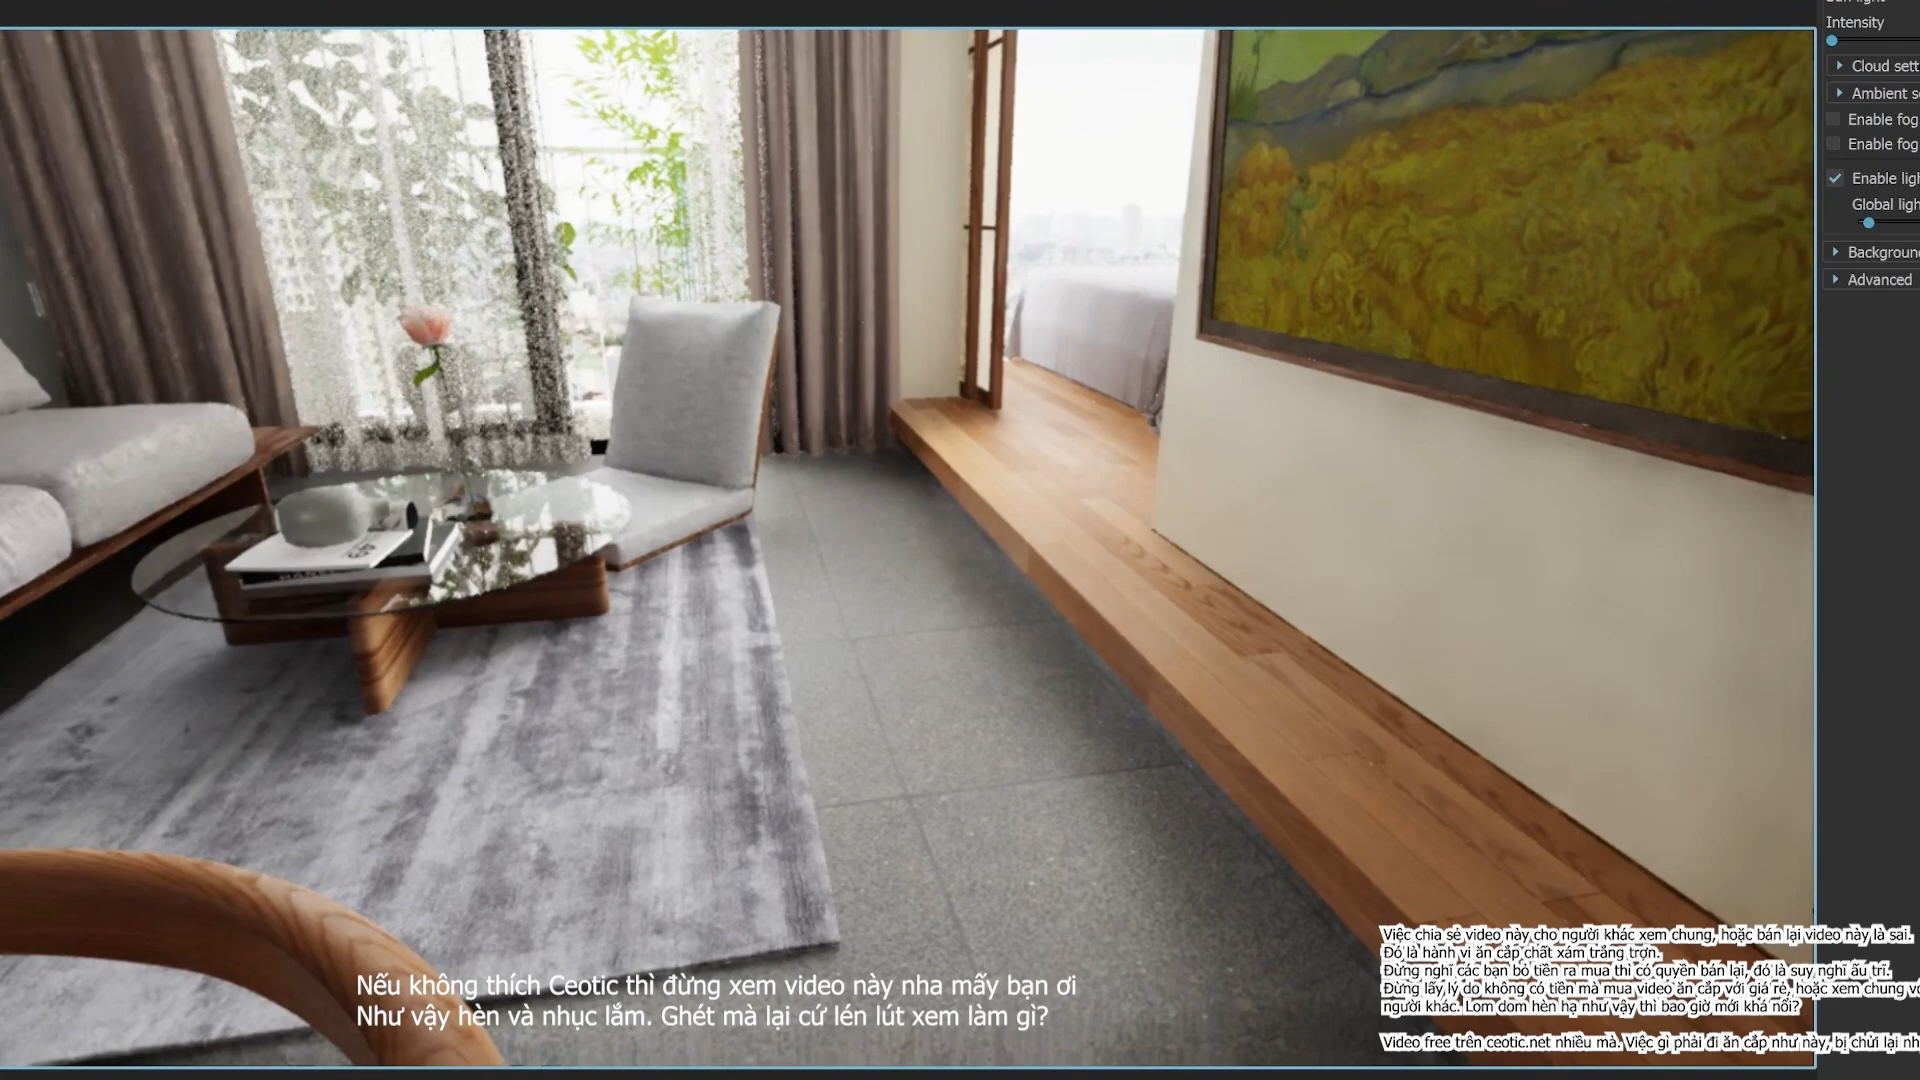 Intensity
Cloud sett
Ambient s
Enable fog
Enable fog
Enable ligh
Global ligh
Background
Advanced
Nếu không thích Ceotic thì đừng xem video này nha mấy bạn ơi
Như vậy hèn và nhục lắm. Ghét mà lại cứ lén lút xem làm gì?
Việc chia sẻ video này cho người khác xem chung, hoặc bán lại video này là sai.
Đó là hành vi ăn cắp chất xám trắng trợn.
Đừng nghĩ các bạn bỏ tiền ra mua thì có quyền bán lại, đó là suy nghĩ ấu trĩ.
Đừng lấy lý do không có tiền mà mua video ăn cắp với giá rẻ, hoặc xem chung vớ
người khác. Lom dom hèn hạ như vậy thì bao giờ mới khá nổi?
Video free trên ceotic.net nhiều mà. Việc gì phải đi ăn cắp như này, bị chửi lại nh